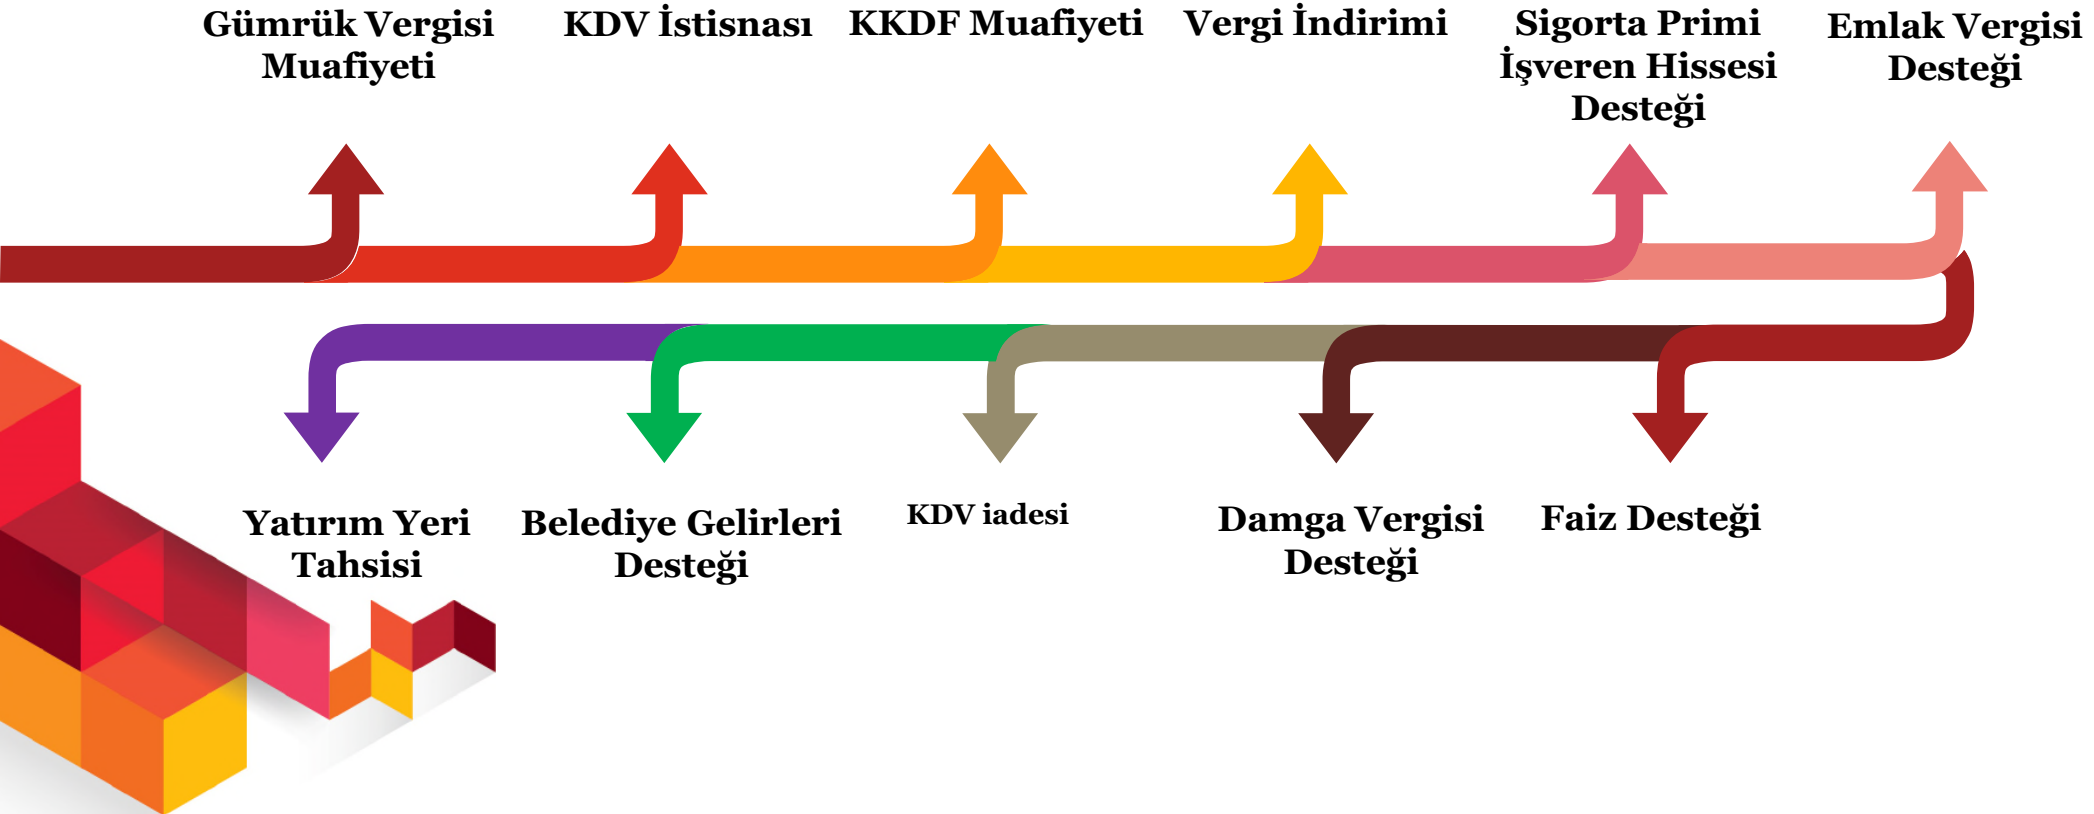 Gümrük Vergisi
Muafiyeti
KDV İstisnası
KKDF Muafiyeti
Vergi İndirimi
Sigorta Primi
İşveren Hissesi
Desteği
Emlak Vergisi
Desteği
Yatırım Yeri
Tahsisi
Belediye Gelirleri
Desteği
KDV iadesi
Damga Vergisi
Desteği
Faiz Desteği